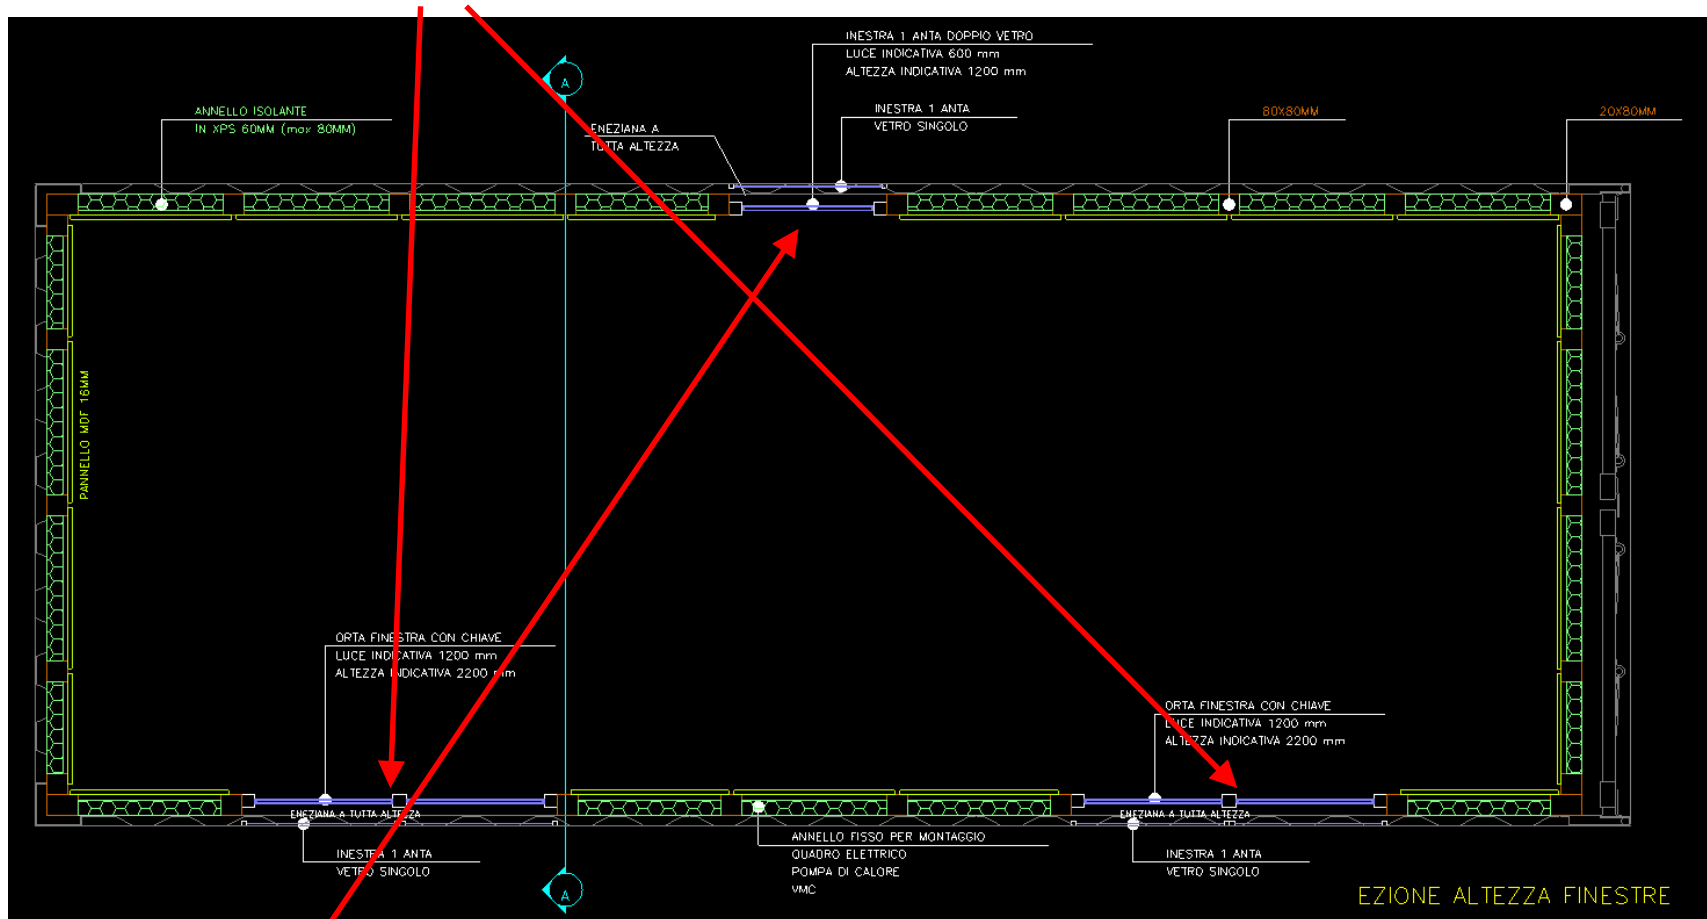 INESTRA 1 ANTA DOPPIO VETRO
LUCE INDICATIVA 600 mm
ALTEZZA INDICATIVA 1200 mm
A
ANNELLO ISOLANTE
IN XPS 60MM (max 80MM)
ENEZIANA A
TUTTA ALTEZZA
INESTRA 1 ANTA
VETRO SINGOLO
80X80MM
20X80MM
PANNELLO MDF 16MM
ORTA FINESTRA CON CHIAVE
LUCE INDICATIVA 1200 mm
ALTEZZA INDICATIVA 2200 mm
ORTA FINESTRA CON CHIAVE
LUCE INDICATIVA 1200 mm
ALTEZZA INDICATIVA 2200 mm
ENEZIANA A TUTTA ALTEZZA
ENEZIANA A TUTTA ALTEZZA
INESTRA 1 ANTA
VETRO SINGOLO
ANNELLO FISSO PER MONTAGGIO
QUADRO ELETTRICO
POMPA DI CALORE
VMC
INESTRA 1 ANTA
VETRO SINGOLO
A
EZIONE ALTEZZA FINESTRE